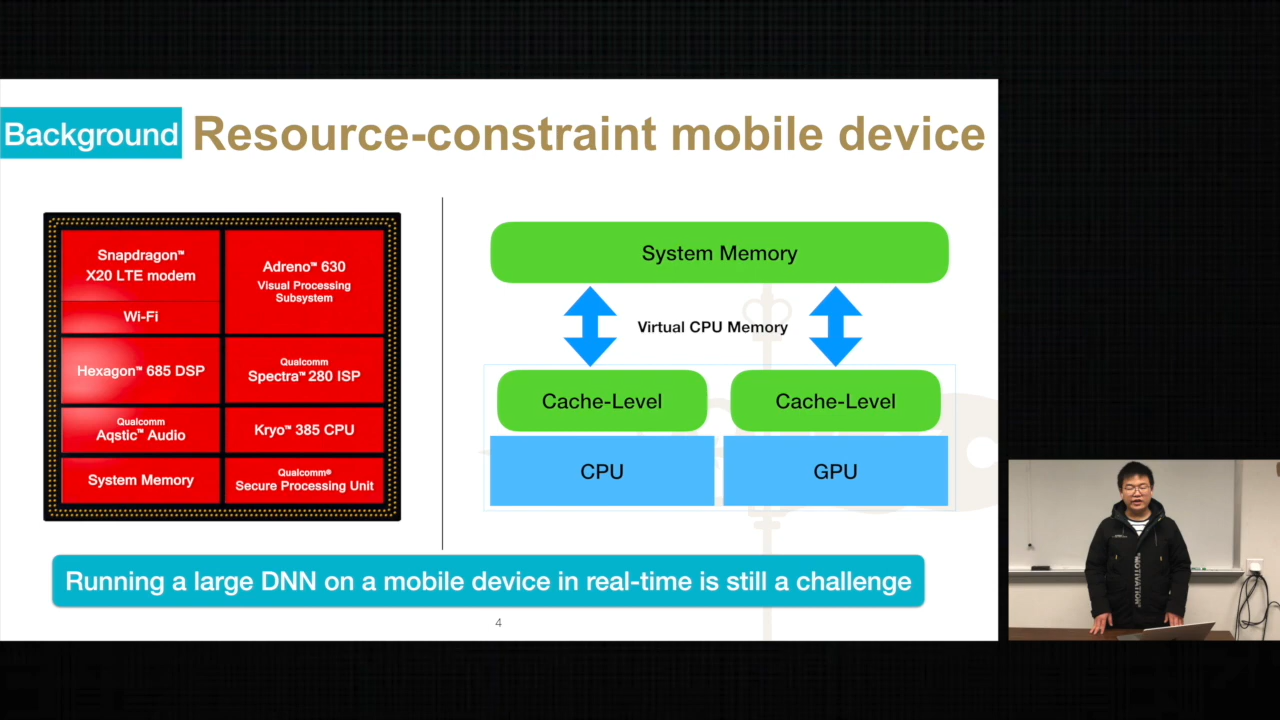 Background
Resource-constraint mobile device
Snapdragon™
X20 LTE modem
Wi-Fi
Hexagon™ 685 DSP
Qualcomm
Aqstic™ Audio
System Memory
Adreno™ 630
Visual Processing
Subsystem
Qualcomm
Spectra™ 280 ISP
Kryo™ 385 CPU
Qualcomm®
Secure Processing Unit
System Memory
Virtual CPU Memory
Cache-Level
Cache-Level
CPU
GPU
Running a large DNN on a mobile device in real-time is still a challenge
4
"MOTIVATION"